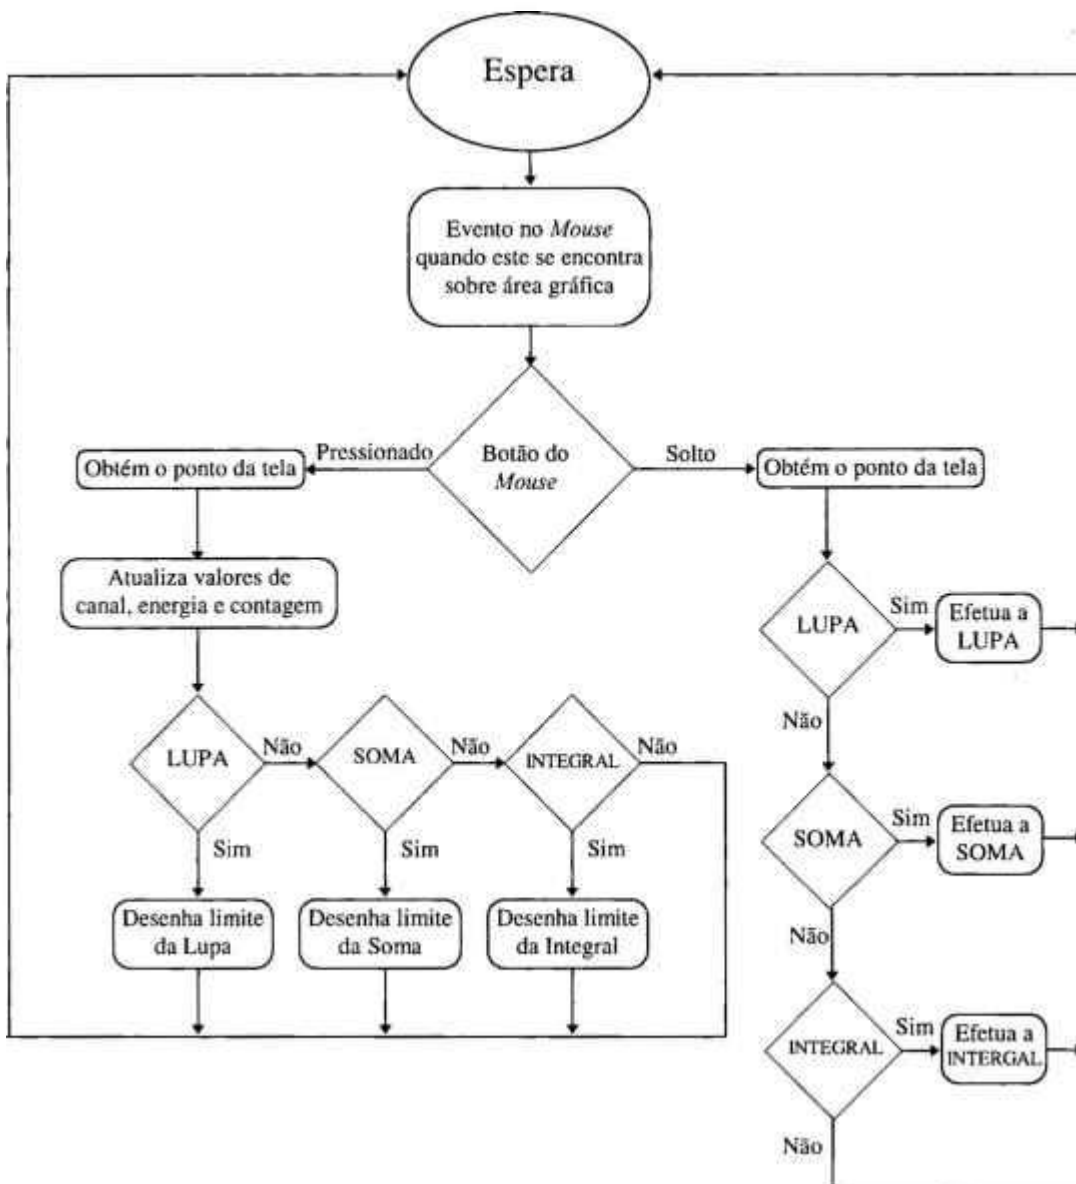 Espera
Evento no Mouse
quando este se encontra
sobre área gráfica
Botão do
Mouse
Pressionado
Solto
Obtém o ponto da tela
Atualiza valores de
canal, energia e contagem
LUPA
Não
SOMA
Não
INTEGRAL
Não
Sim
Sim
Sim
Desenha limite
da Lupa
Desenha limite
da Soma
Desenha limite
da Integral
Obtém o ponto da tela
LUPA
Sim
Efetua a
LUPA
Não
SOMA
Sim
Efetua a
SOMA
Não
INTEGRAL
Sim
Efetua a
INTERGAL
Não